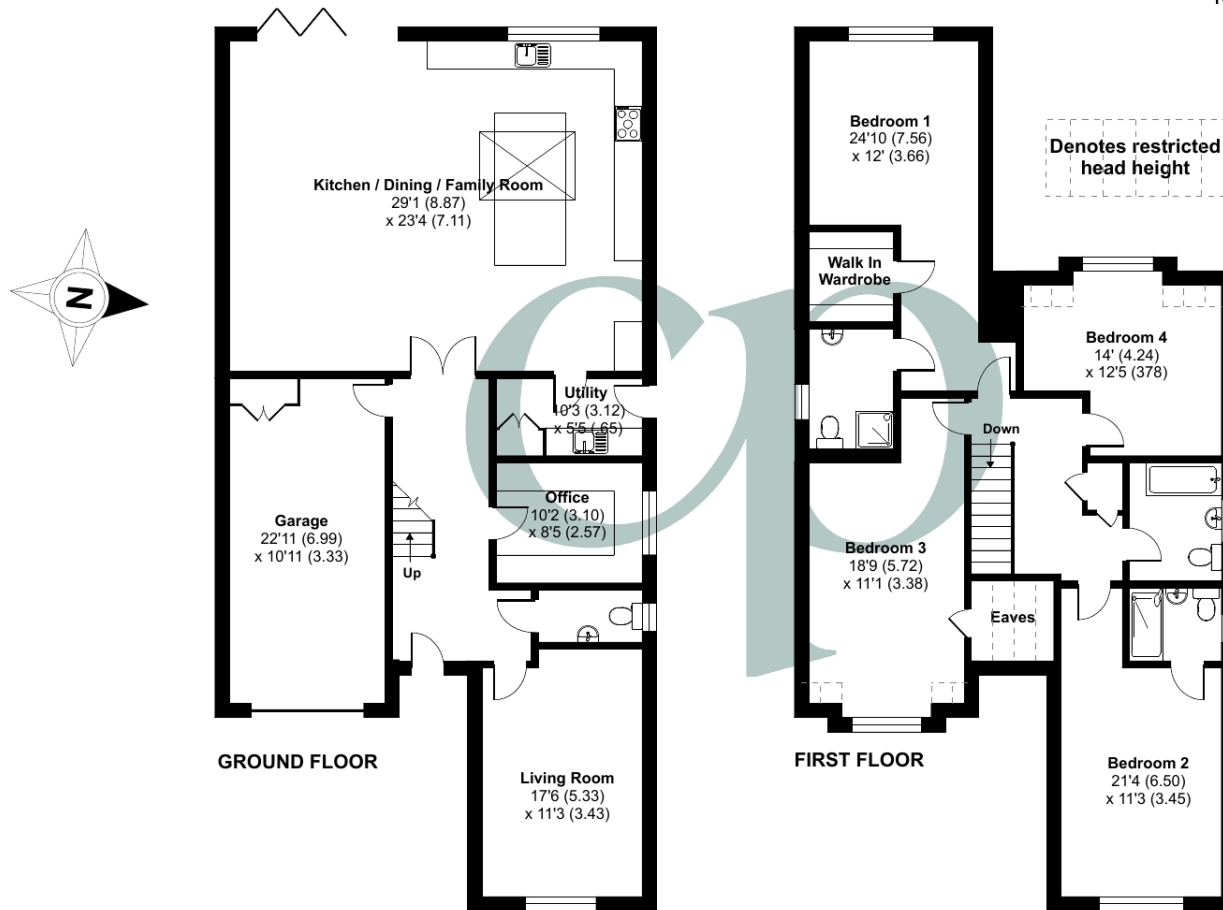 Kitchen / Dining / Family Room
29'1 (8.87)
x 23'4 (7.11)
N
Utility
10'3 (3.12)
x 5'5 (.65)
Office
10'2 (3.10)
x 8'5 (2.57)
Garage
22'11 (6.99)
x 10'11 (3.33)
Up
Living Room
17'6 (5.33)
x 11'3 (3.43)
GROUND FLOOR
Bedroom 1
24'10 (7.56)
x 12' (3.66)
Denotes restricted
head height
Walk In
Wardrobe
Bedroom 4
14' (4.24)
x 12'5 (378)
Down
Bedroom 3
18'9 (5.72)
x 11'1 (3.38)
Eaves
Bedroom 2
21'4 (6.50)
x 11'3 (3.45)
FIRST FLOOR
cp